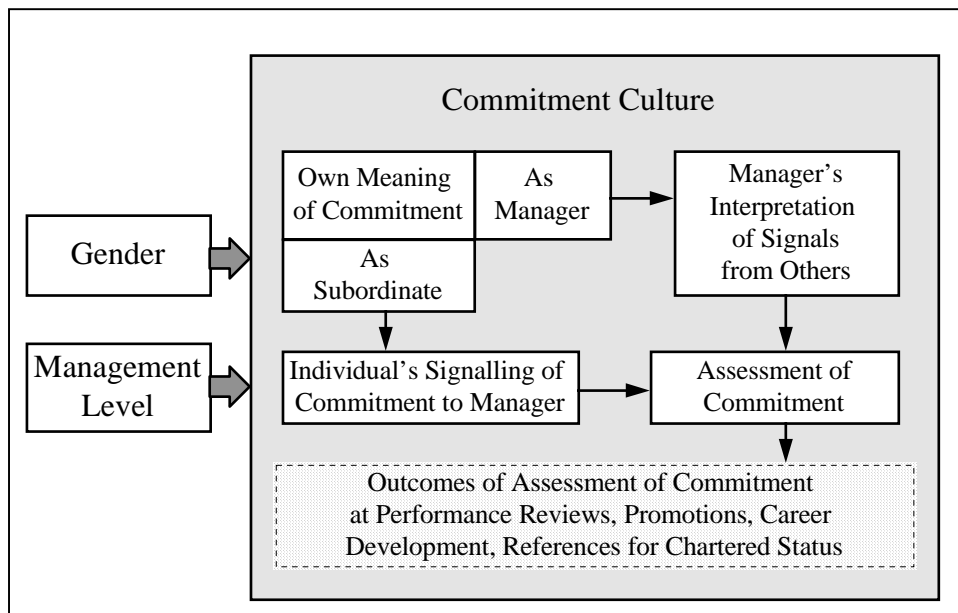 Commitment Culture
Gender
Management
Level
Own Meaning
of Commitment
As
Manager
As
Subordinate
Manager’s
Interpretation
of Signals
from Others
Individual’s Signalling of
Commitment to Manager
Assessment of
Commitment
Outcomes of Assessment of Commitment
at Performance Reviews, Promotions, Career
Development, References for Chartered Status